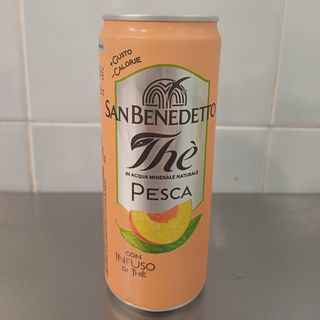 +GUSTO
-CALORIE
SAN BENEDETTO
Thè
IN ACQUA MINERALE NATURALE
PESCA
CON
INFUSO
DI THÈ